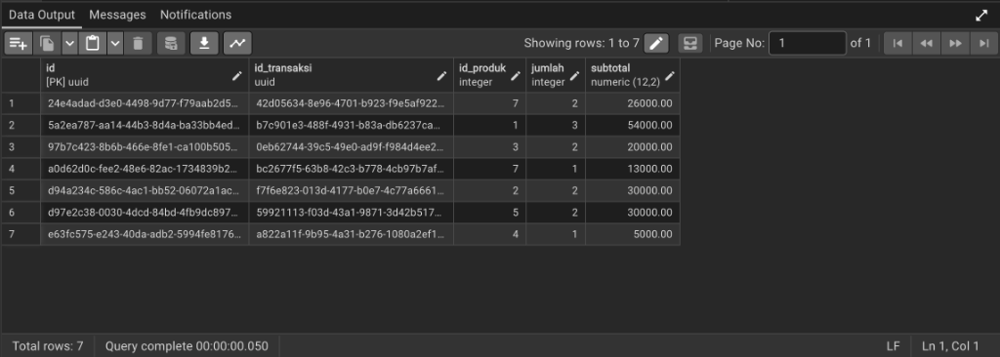 Data Output Messages Notifications
Showing rows: 1 to 7 Page No: 1 of 1
id id_transaksi id_produk jumlah subtotal
[PK] uuid uuid integer integer numeric (12,2)
1 24e4adad-d3e0-4498-9d77-f79aab2d5... 42d05634-8e96-4701-b923-f9e5af922... 7 2 26000.00
2 5a2ea787-aa14-44b3-8d4a-ba33bb4ed... b7c901e3-488f-4931-b83a-db6237ca... 1 3 54000.00
3 97b7c423-8b6b-466e-8fe1-ca100b505... 0eb62744-39c5-49e0-ad9f-f984d4ee2... 3 2 20000.00
4 a0d62d0c-fee2-48e6-82ac-1734839b2... bc2677f5-63b8-42c3-b778-4cb97b7af... 7 1 13000.00
5 d94a234c-586c-4ac1-bb52-06072a1ac... f7f6e823-013d-4177-b0e7-4c77a6661... 2 2 30000.00
6 d97e2c38-0030-4dcd-84bd-4fb9dc897... 59921113-f03d-43a1-9871-3d42b517... 5 2 30000.00
7 e63fc575-e243-40da-adb2-5994fe8176... a822a11f-9b95-4a31-b276-1080a2ef1... 4 1 5000.00
Total rows: 7 Query complete 00:00:00.050 LF Ln 1, Col 1